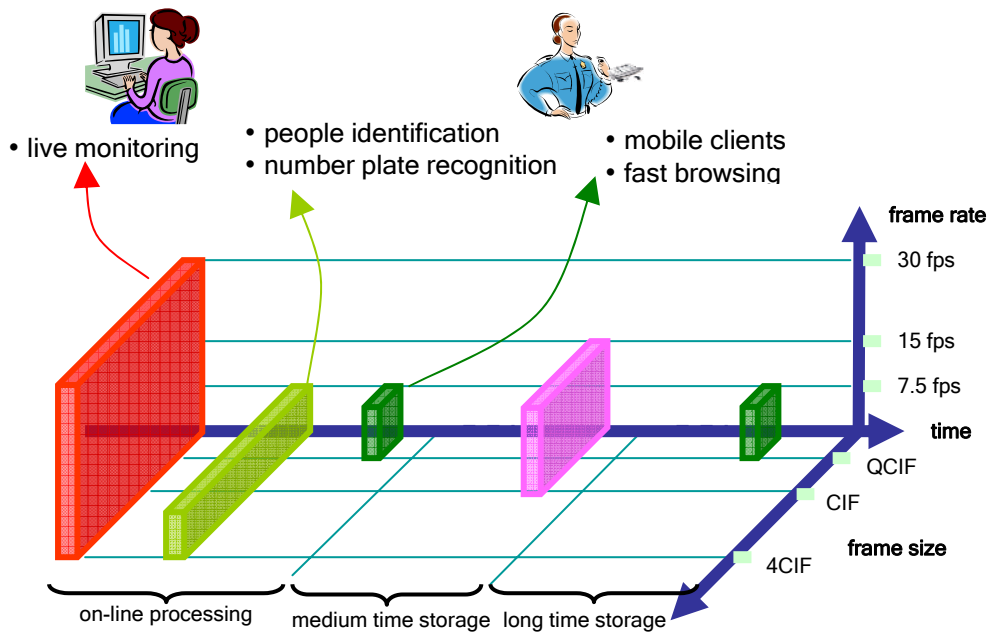 • live monitoring
• people identification
• number plate recognition
• mobile clients
• fast browsing
frame rate
30 fps
15 fps
7.5 fps
time
QCIF
CIF
frame size
4CIF
on-line processing
medium time storage
long time storage